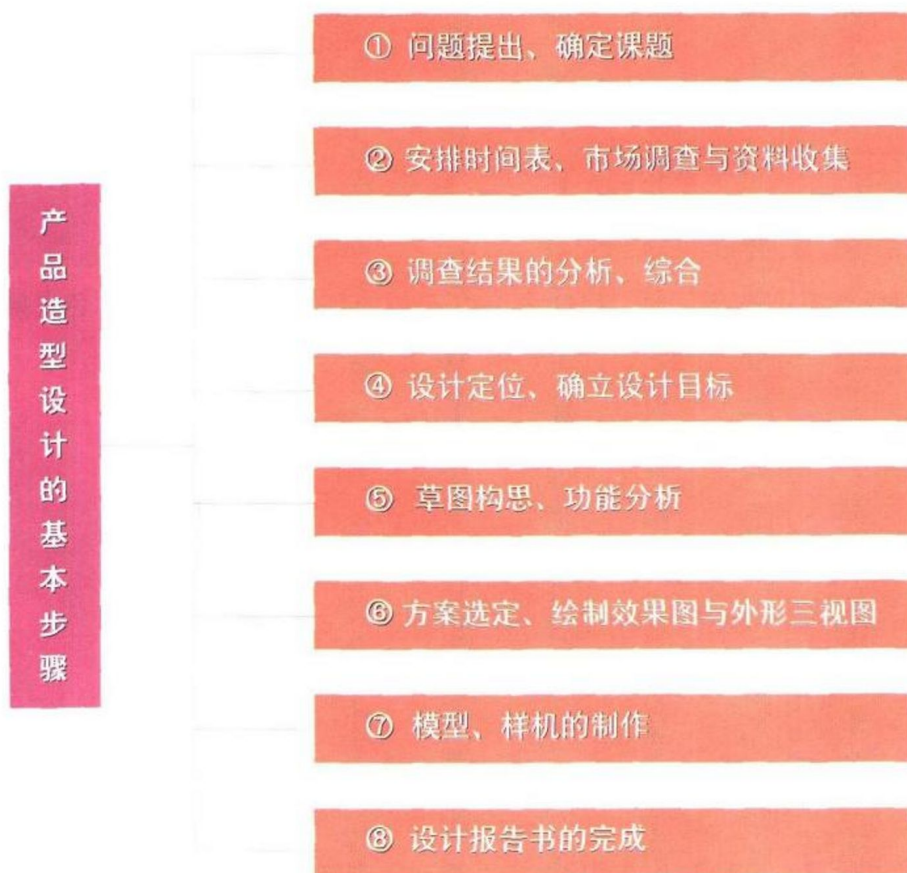 产品造型设计的基本步骤
① 问题提出、确定课题
② 安排时间表、市场调查与资料收集
③ 调查结果的分析、综合
④ 设计定位、确立设计目标
⑤ 草图构思、功能分析
⑥ 方案选定、绘制效果图与外形三视图
⑦ 模型、样机的制作
⑧ 设计报告书的完成